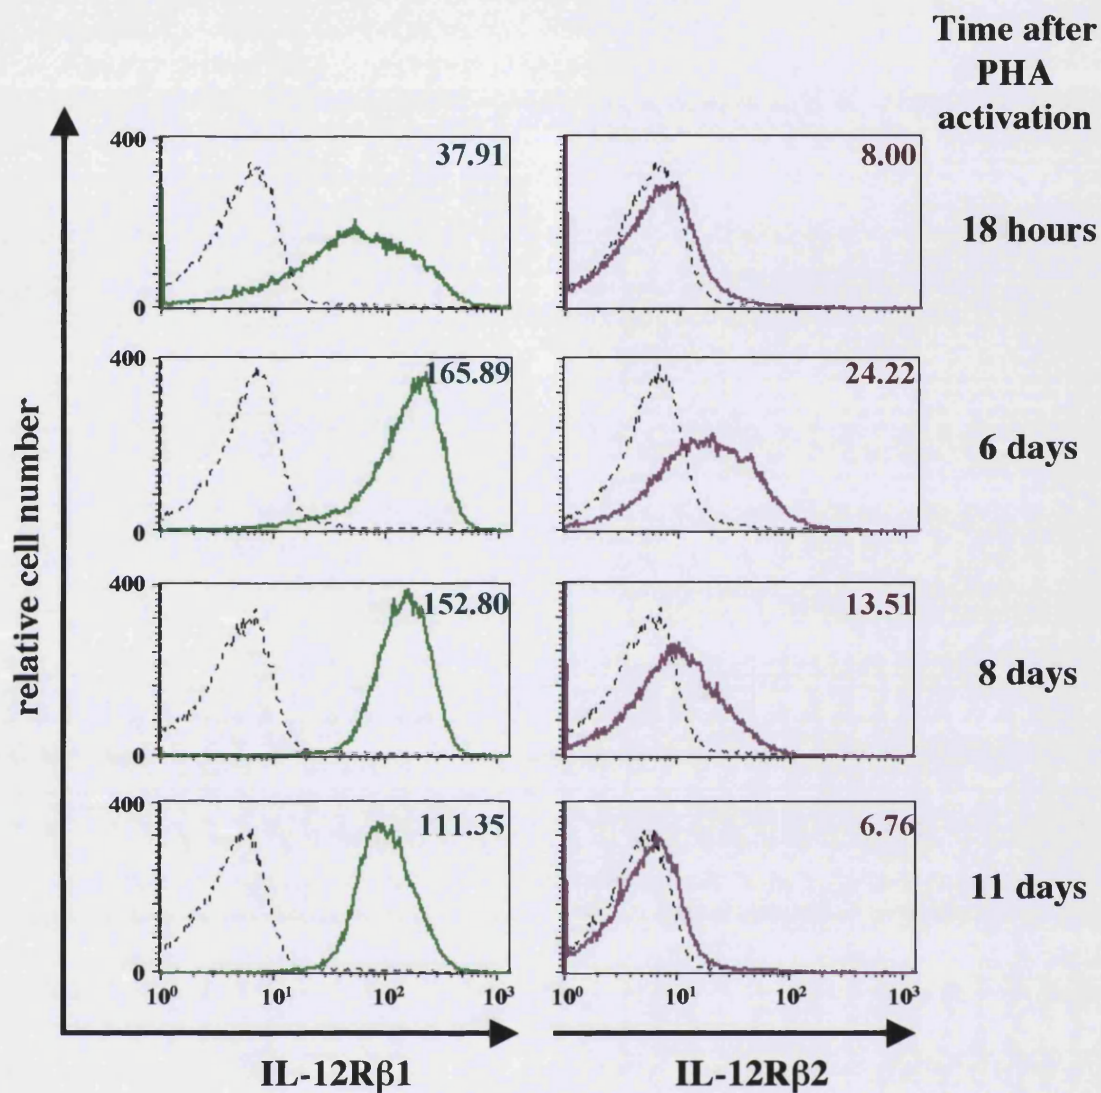 Time after
PHA
activation
400
37.91
8.00
18 hours
0
400
165.89
24.22
6 days
0
400
152.80
13.51
8 days
0
400
111.35
6.76
11 days
0
10⁰ 10¹ 10² 10³
10⁰ 10¹ 10² 10³
relative cell number
IL-12Rβ1
IL-12Rβ2